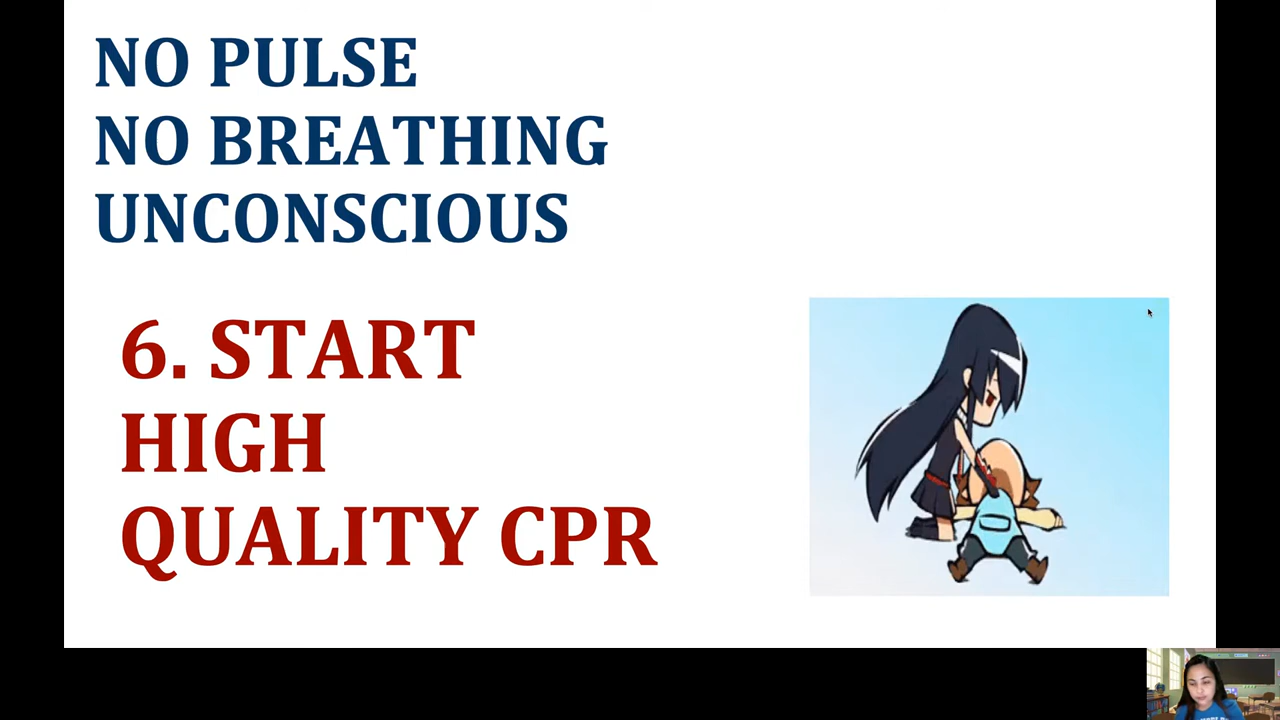 NO PULSE
NO BREATHING
UNCONSCIOUS
6. START
HIGH
QUALITY CPR